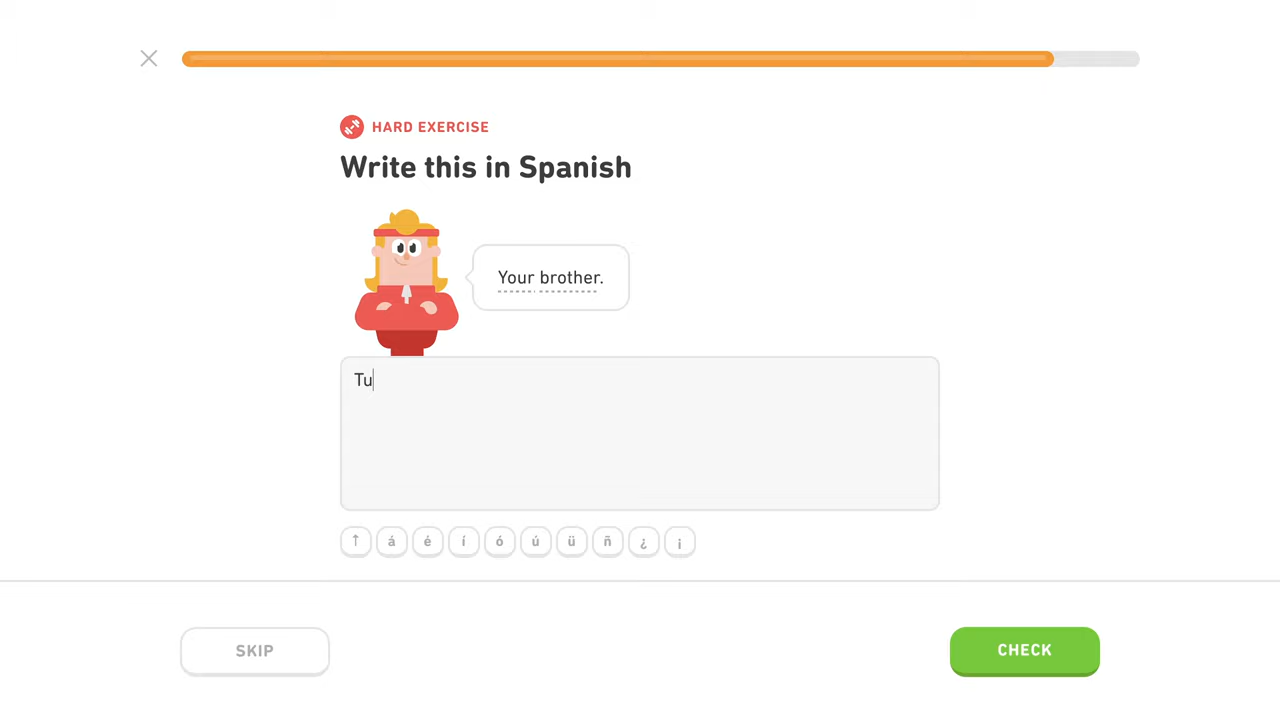 HARD EXERCISE
Write this in Spanish
Your brother.
Tu
↑ á é í ó ú ü ñ ¿ ¡
SKIP
CHECK